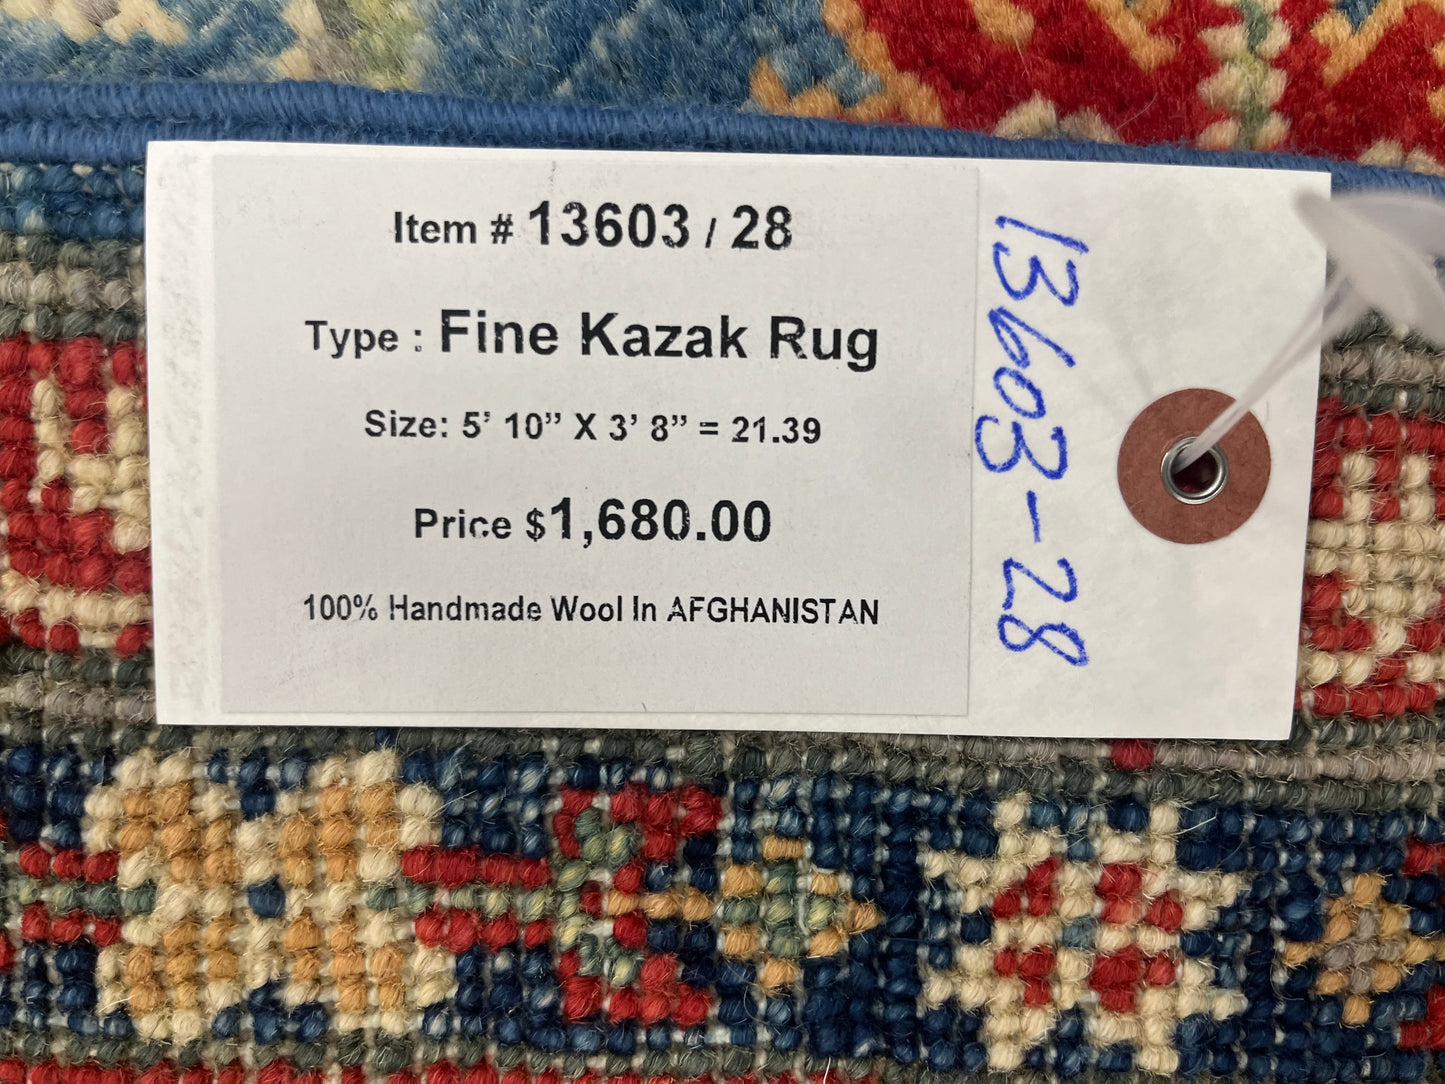 Item # 13603 / 28
Type : Fine Kazak Rug
Size: 5’ 10” X 3’ 8” = 21.39
Price $1,680.00
100% Handmade Wool In AFGHANISTAN
13603-28